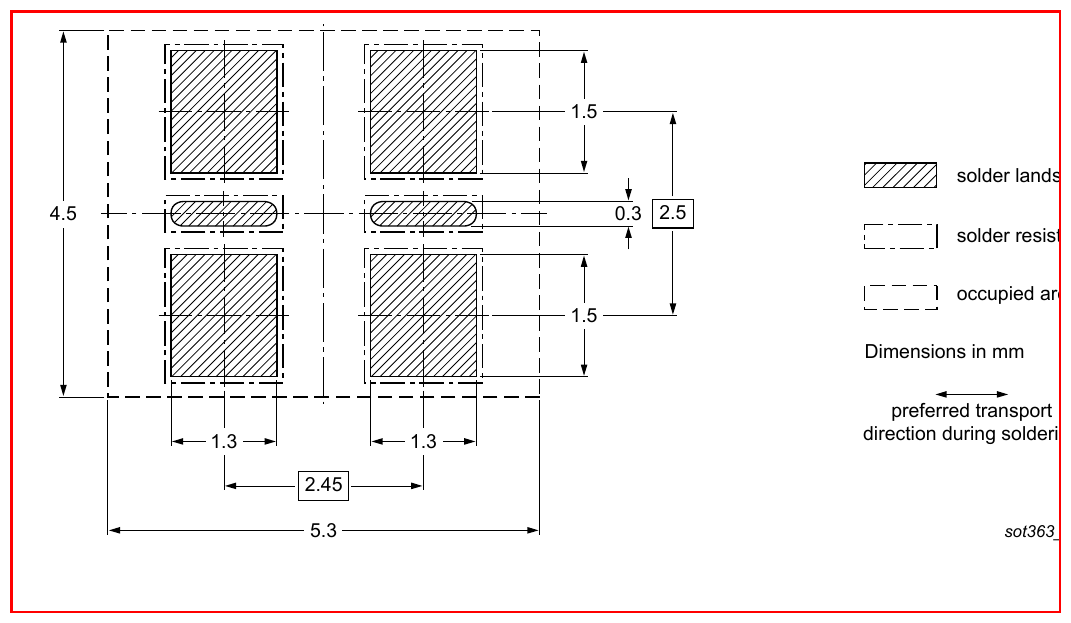 1.5
solder lands
4.5
0.3
2.5
solder resist
occupied are
1.5
Dimensions in mm
preferred transport
direction during solderi
1.3
1.3
2.45
5.3
sot363_